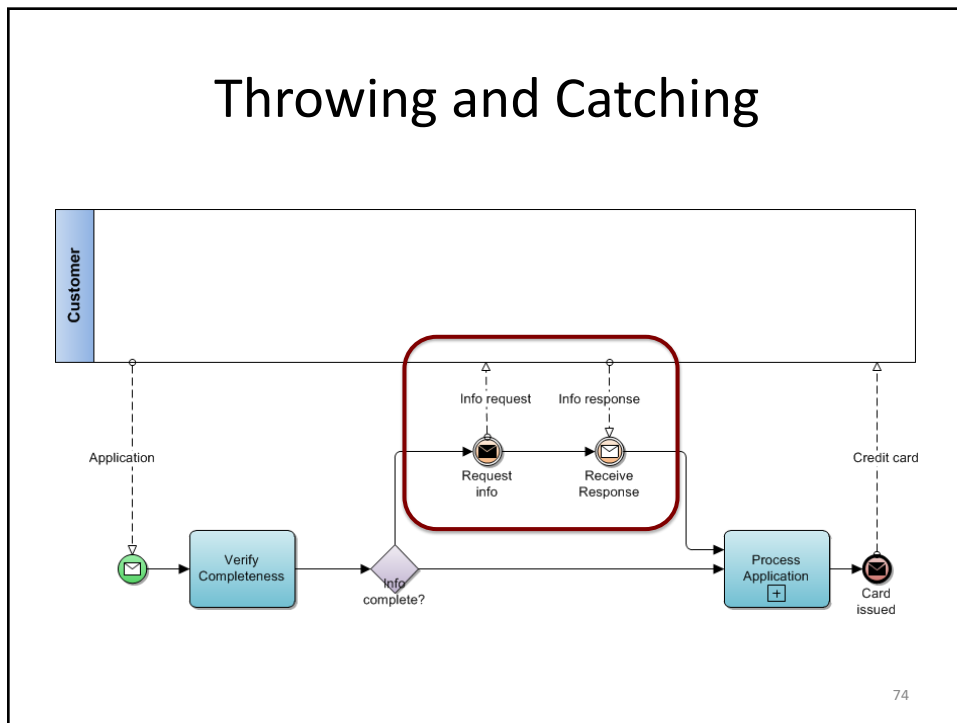 Throwing and Catching
Customer
Info request
Info response
Application
Credit card
Request
info
Receive
Response
Verify
Completeness
Info
complete?
Process
Application
+
Card
issued
74